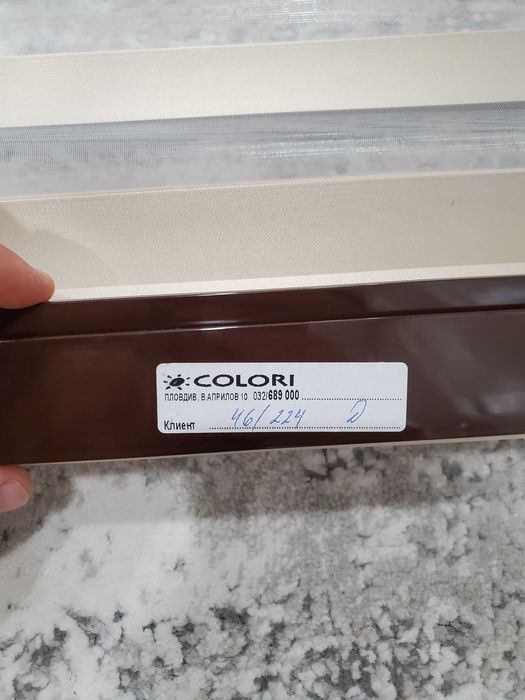 COLORI
ПЛОВДИВ, В.АПРИЛОВ 10 032/689 000
Клиент 46/224 D